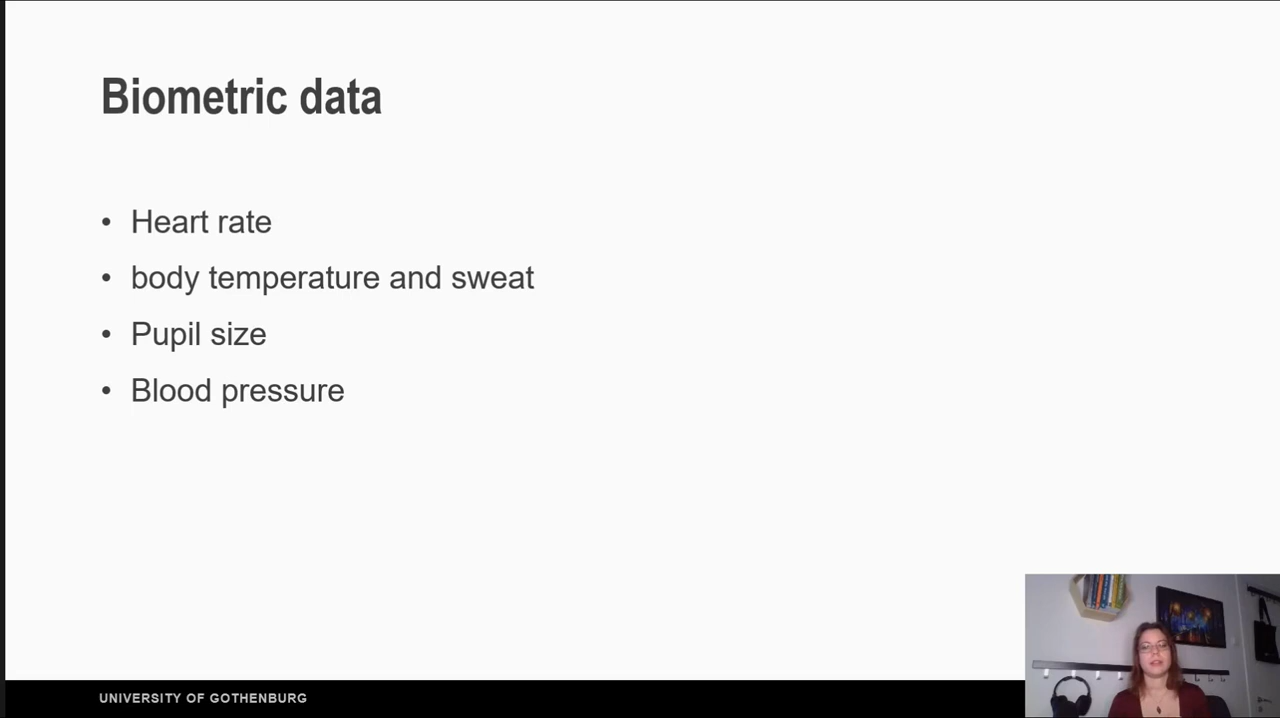 Biometric data
• Heart rate
• body temperature and sweat
• Pupil size
• Blood pressure
UNIVERSITY OF GOTHENBURG